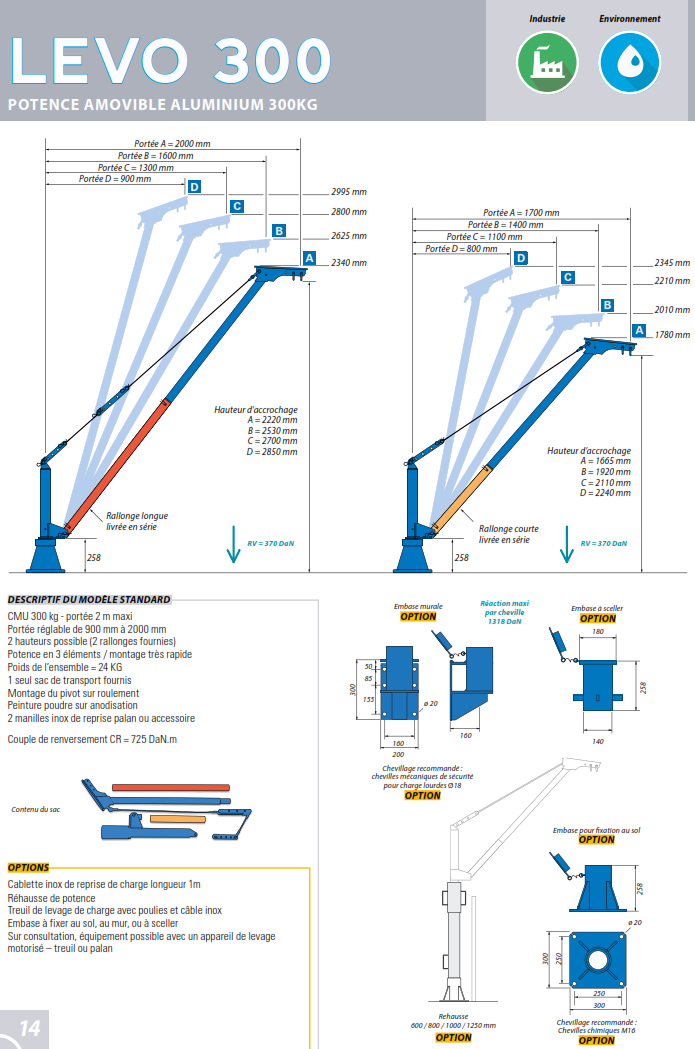 Industrie
Environnement
LEVO 300
POTENCE AMOVIBLE ALUMINIUM 300KG
Portée A = 2000 mm
Portée B = 1600 mm
Portée C = 1300 mm
Portée D = 900 mm
D
2995 mm
C
2800 mm
B
2625 mm
A
2340 mm
Hauteur d'accrochage
A = 2220 mm
B = 2530 mm
C = 2700 mm
D = 2850 mm
Rallonge longue
livrée en série
258
RV = 370 DaN
Portée A = 1700 mm
Portée B = 1400 mm
Portée C = 1100 mm
Portée D = 800 mm
D
2345 mm
C
2210 mm
B
2010 mm
A
1780 mm
Hauteur d'accrochage
A = 1665 mm
B = 1920 mm
C = 2110 mm
D = 2240 mm
Rallonge courte
livrée en série
258
RV = 370 DaN
DESCRIPTIF DU MODÈLE STANDARD
CMU 300 kg - portée 2 m maxi
Portée réglable de 900 mm à 2000 mm
2 hauteurs possible (2 rallonges fournies)
Potence en 3 éléments / montage très rapide
Poids de l'ensemble = 24 KG
1 seul sac de transport fournis
Montage du pivot sur roulement
Peinture poudre sur anodisation
2 manilles inox de reprise palan ou accessoire
Couple de renversement CR = 725 DaN.m
Contenu du sac
OPTIONS
Cablette inox de reprise de charge longueur 1m
Réhausse de potence
Treuil de levage de charge avec poulies et câble inox
Embase à fixer au sol, au mur, ou à sceller
Sur consultation, équipement possible avec un appareil de levage
motorisé – treuil ou palan
Embase murale
OPTION
Réaction maxi
par cheville
1318 DaN
300
50
85
155
ø 20
160
200
160
Chevillage recommandé :
chevilles mécaniques de sécurité
pour charge lourdes Ø18
OPTION
Embase à sceller
OPTION
180
258
140
Rehausse
600 / 800 / 1000 / 1250 mm
OPTION
Embase pour fixation au sol
OPTION
258
ø 20
300
250
250
300
Chevillage recommandé :
Chevilles chimiques M16
OPTION
14